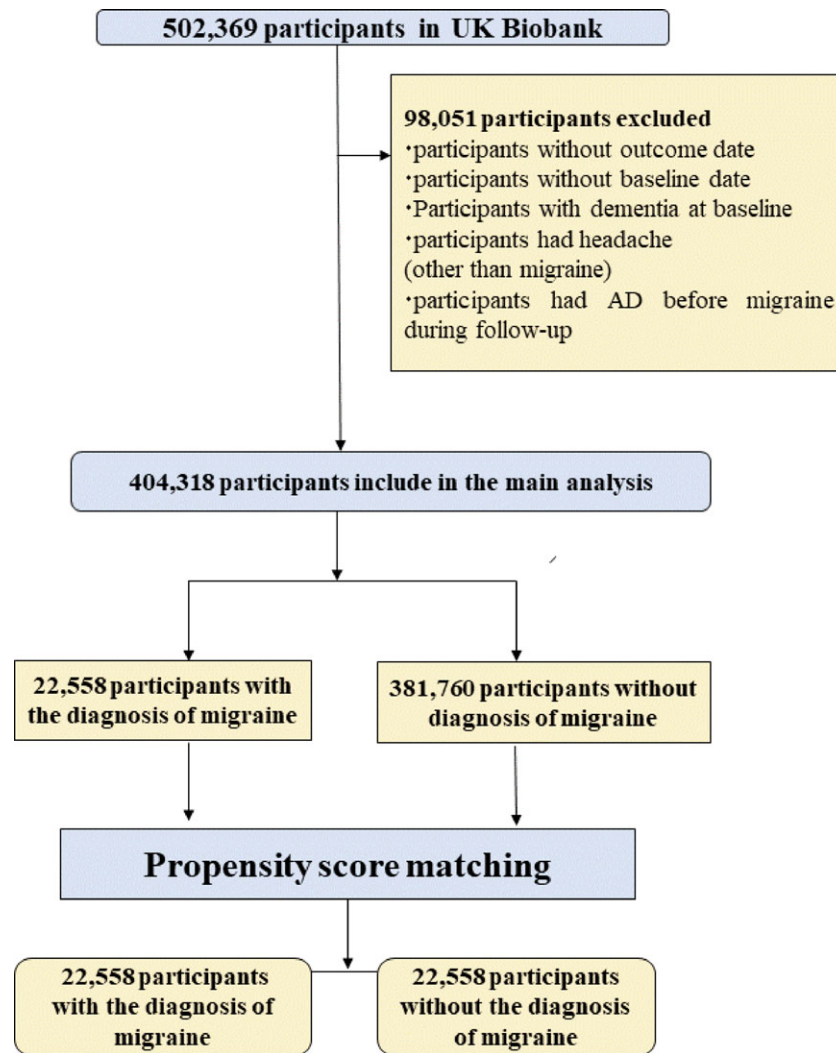 502,369 participants in UK Biobank
98,051 participants excluded
·participants without outcome date
·participants without baseline date
·Participants with dementia at baseline
·participants had headache
(other than migraine)
·participants had AD before migraine
during follow-up
404,318 participants include in the main analysis
22,558 participants with
the diagnosis of migraine
381,760 participants without
diagnosis of migraine
Propensity score matching
22,558 participants
with the diagnosis of
migraine
22,558 participants
without the diagnosis
of migraine